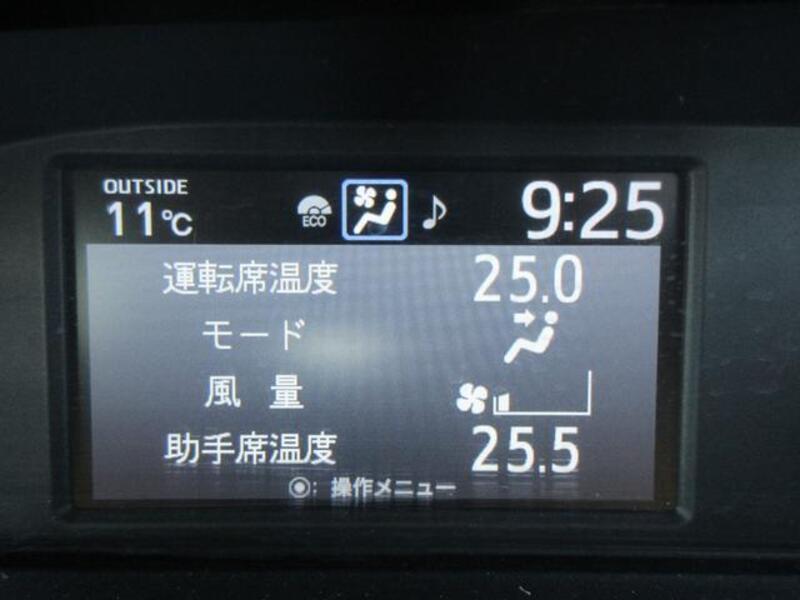 OUTSIDE
11℃
ECO
9:25
運転席温度 25.0
モード
風量
助手席温度 25.5
◉: 操作メニュー